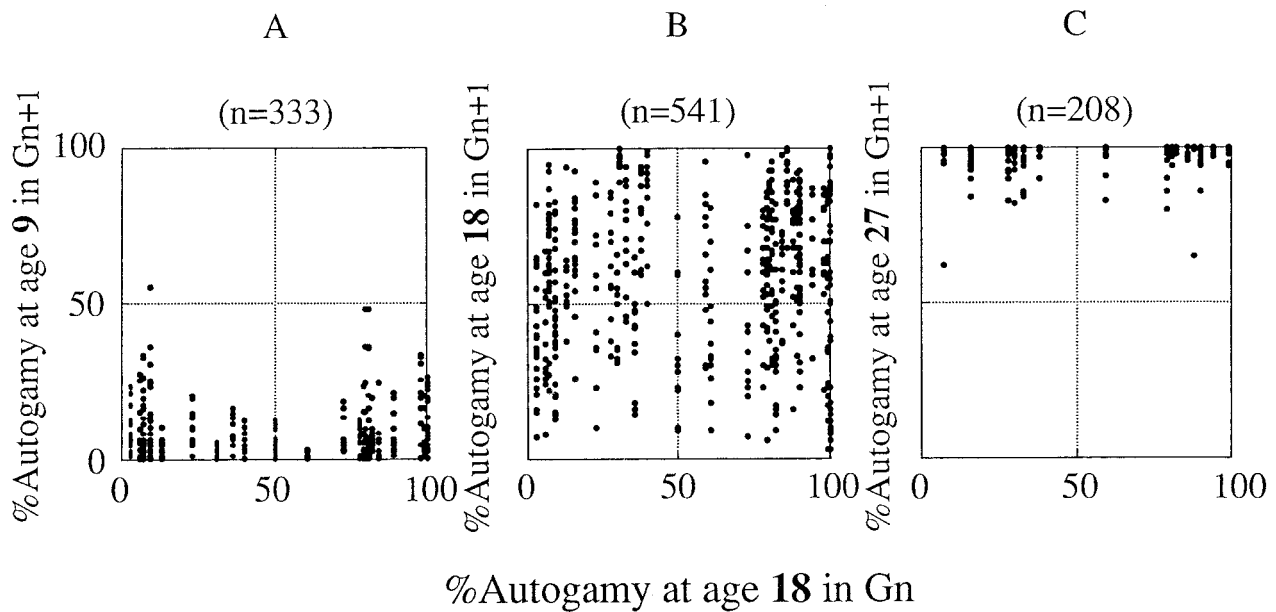 A
B
C
(n=333)
(n=541)
(n=208)
%Autogamy at age 9 in Gn+1
100
50
0
0
50
100
%Autogamy at age 18 in Gn+1
0
50
100
%Autogamy at age 27 in Gn+1
0
50
100
%Autogamy at age 18 in Gn